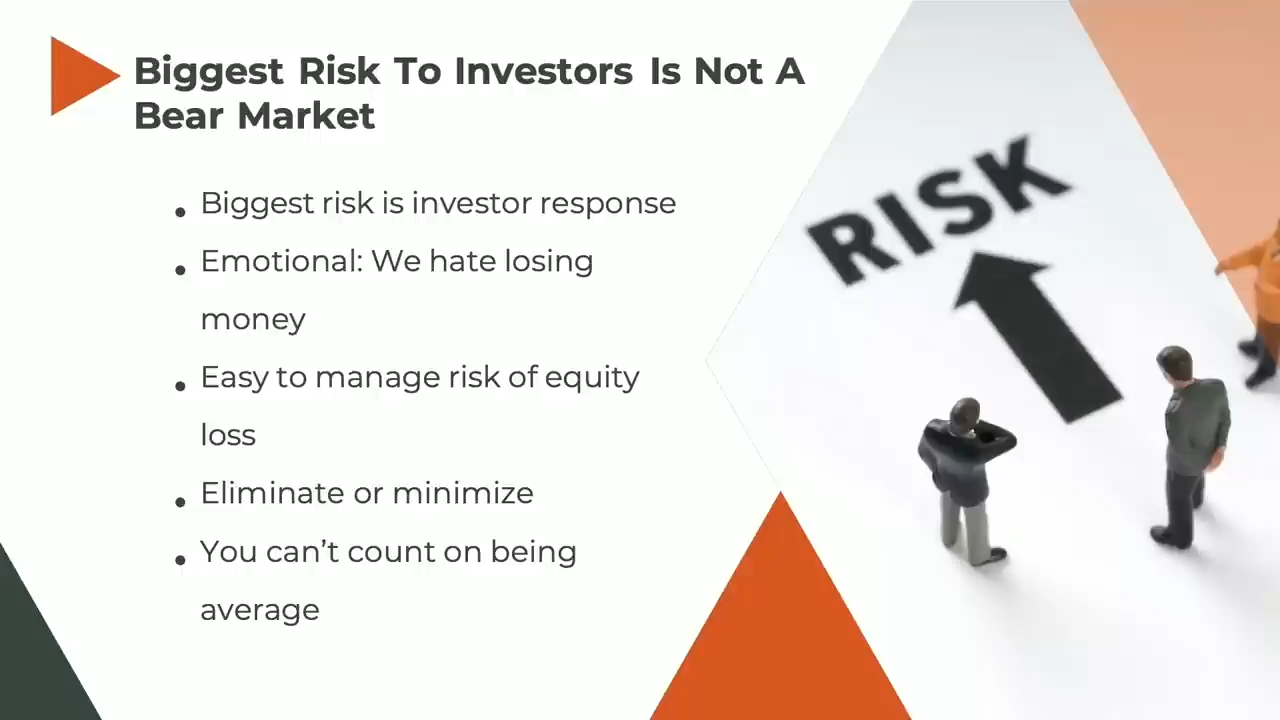 Biggest Risk To Investors Is Not A
Bear Market
• Biggest risk is investor response
• Emotional: We hate losing
money
• Easy to manage risk of equity
loss
• Eliminate or minimize
• You can’t count on being
average
RISK